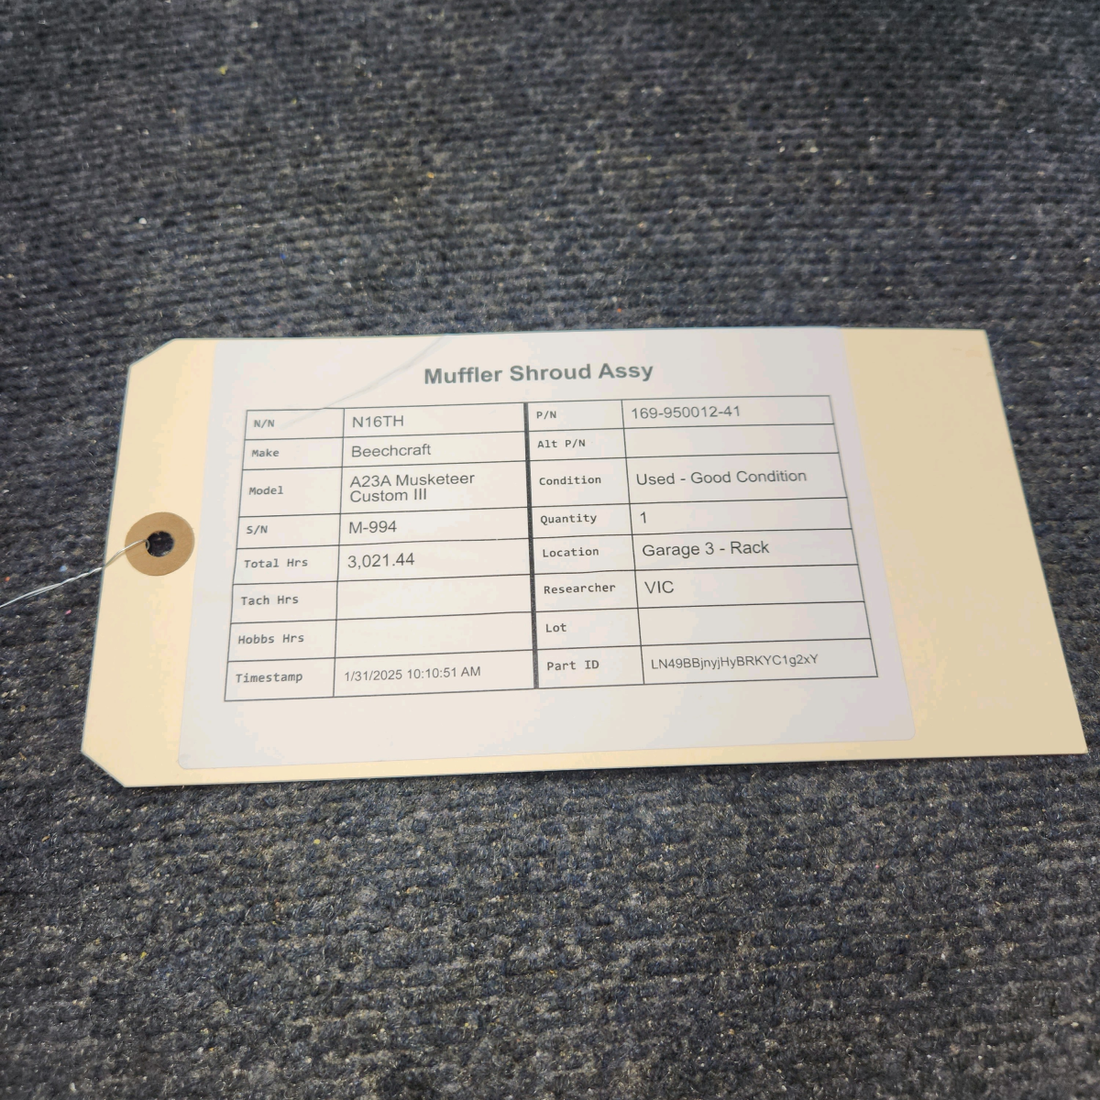 Muffler Shroud Assy
N/N N16TH P/N 169-950012-41
Make Beechcraft Alt P/N
Model A23A Musketeer Custom III Condition Used - Good Condition
S/N M-994 Quantity 1
Total Hrs 3,021.44 Location Garage 3 - Rack
Tach Hrs Researcher VIC
Hobbs Hrs Lot
Timestamp 1/31/2025 10:10:51 AM Part ID LN49BBjnyjHyBRKYC1g2xY